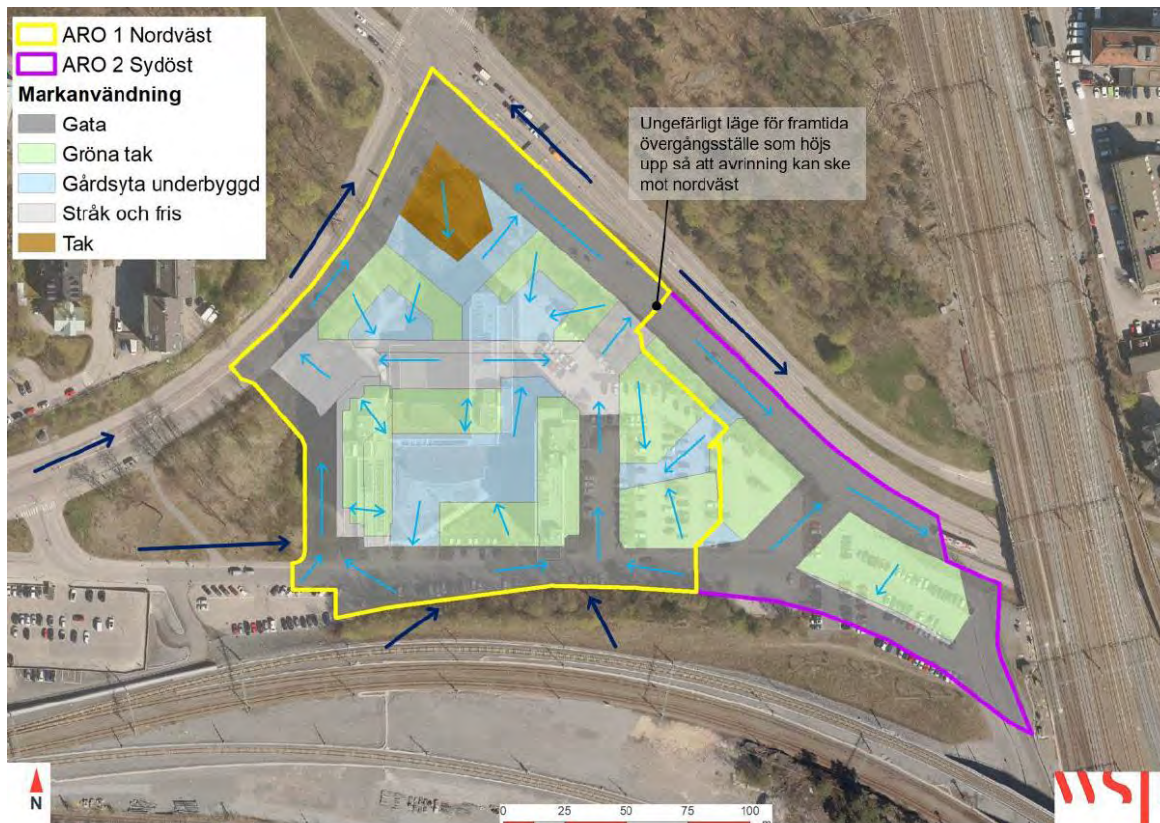 ARO 1 Nordväst
ARO 2 Sydöst
Markanvändning
Gata
Gröna tak
Gårdsyta underbyggd
Stråk och fris
Tak
Ungefärligt läge för framtida
övergångsställe som höjs
upp så att avrinning kan ske
mot nordväst
N
0 25 50 75 100
m
wsp